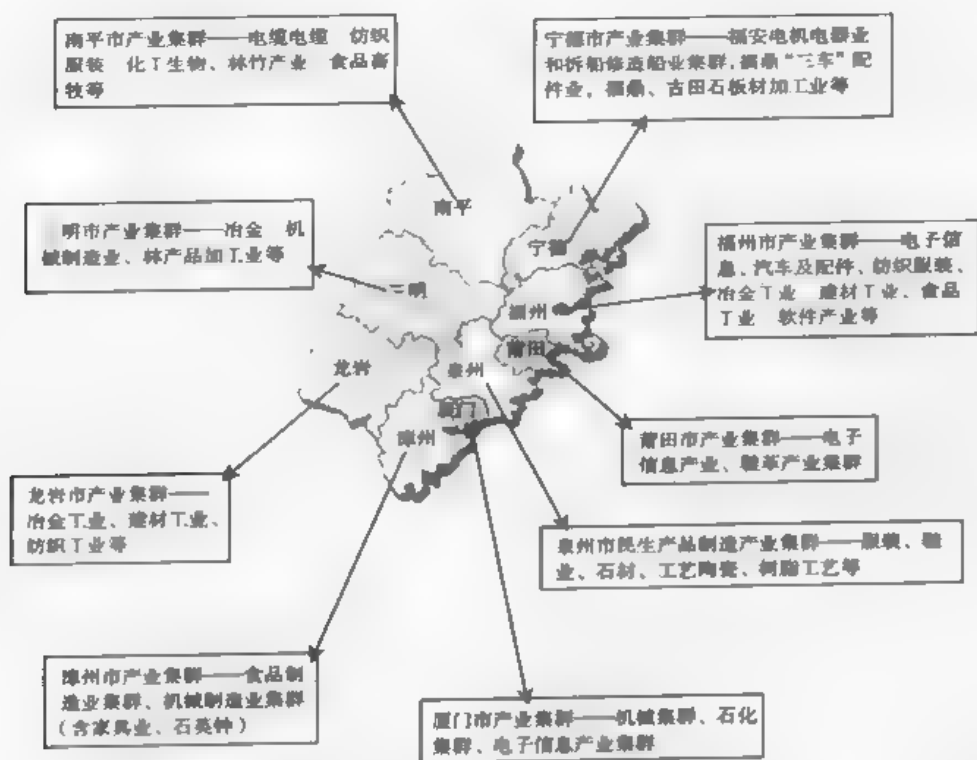 南平市产业集群——电缆电缆 纺织
服装 化工生物、林竹产业 食品畜
牧等
宁德市产业集群——福安电机电器业
和拆船修造船业集群,福鼎“三车”配
件业,福鼎、古田石板材加工业等
明市产业集群——冶金 机
械制造业、林产品加工业等
福州市产业集群——电子信
息、汽车及配件、纺织服装、
冶金工业 建材工业、食品
工业 软件产业等
南平
宁德
三明
福州
莆田
龙岩
泉州
厦门
漳州
莆田市产业集群——电子
信息产业、鞋革产业集群
龙岩市产业集群——
冶金工业、建材工业、
纺织工业等
泉州市民生产品制造产业集群——服装、鞋
业、石材、工艺陶瓷、树脂工艺等
漳州市产业集群——食品制
造业集群、机械制造业集群
(含家具业、石英钟)
厦门市产业集群——机械集群、石化
集群、电子信息产业集群